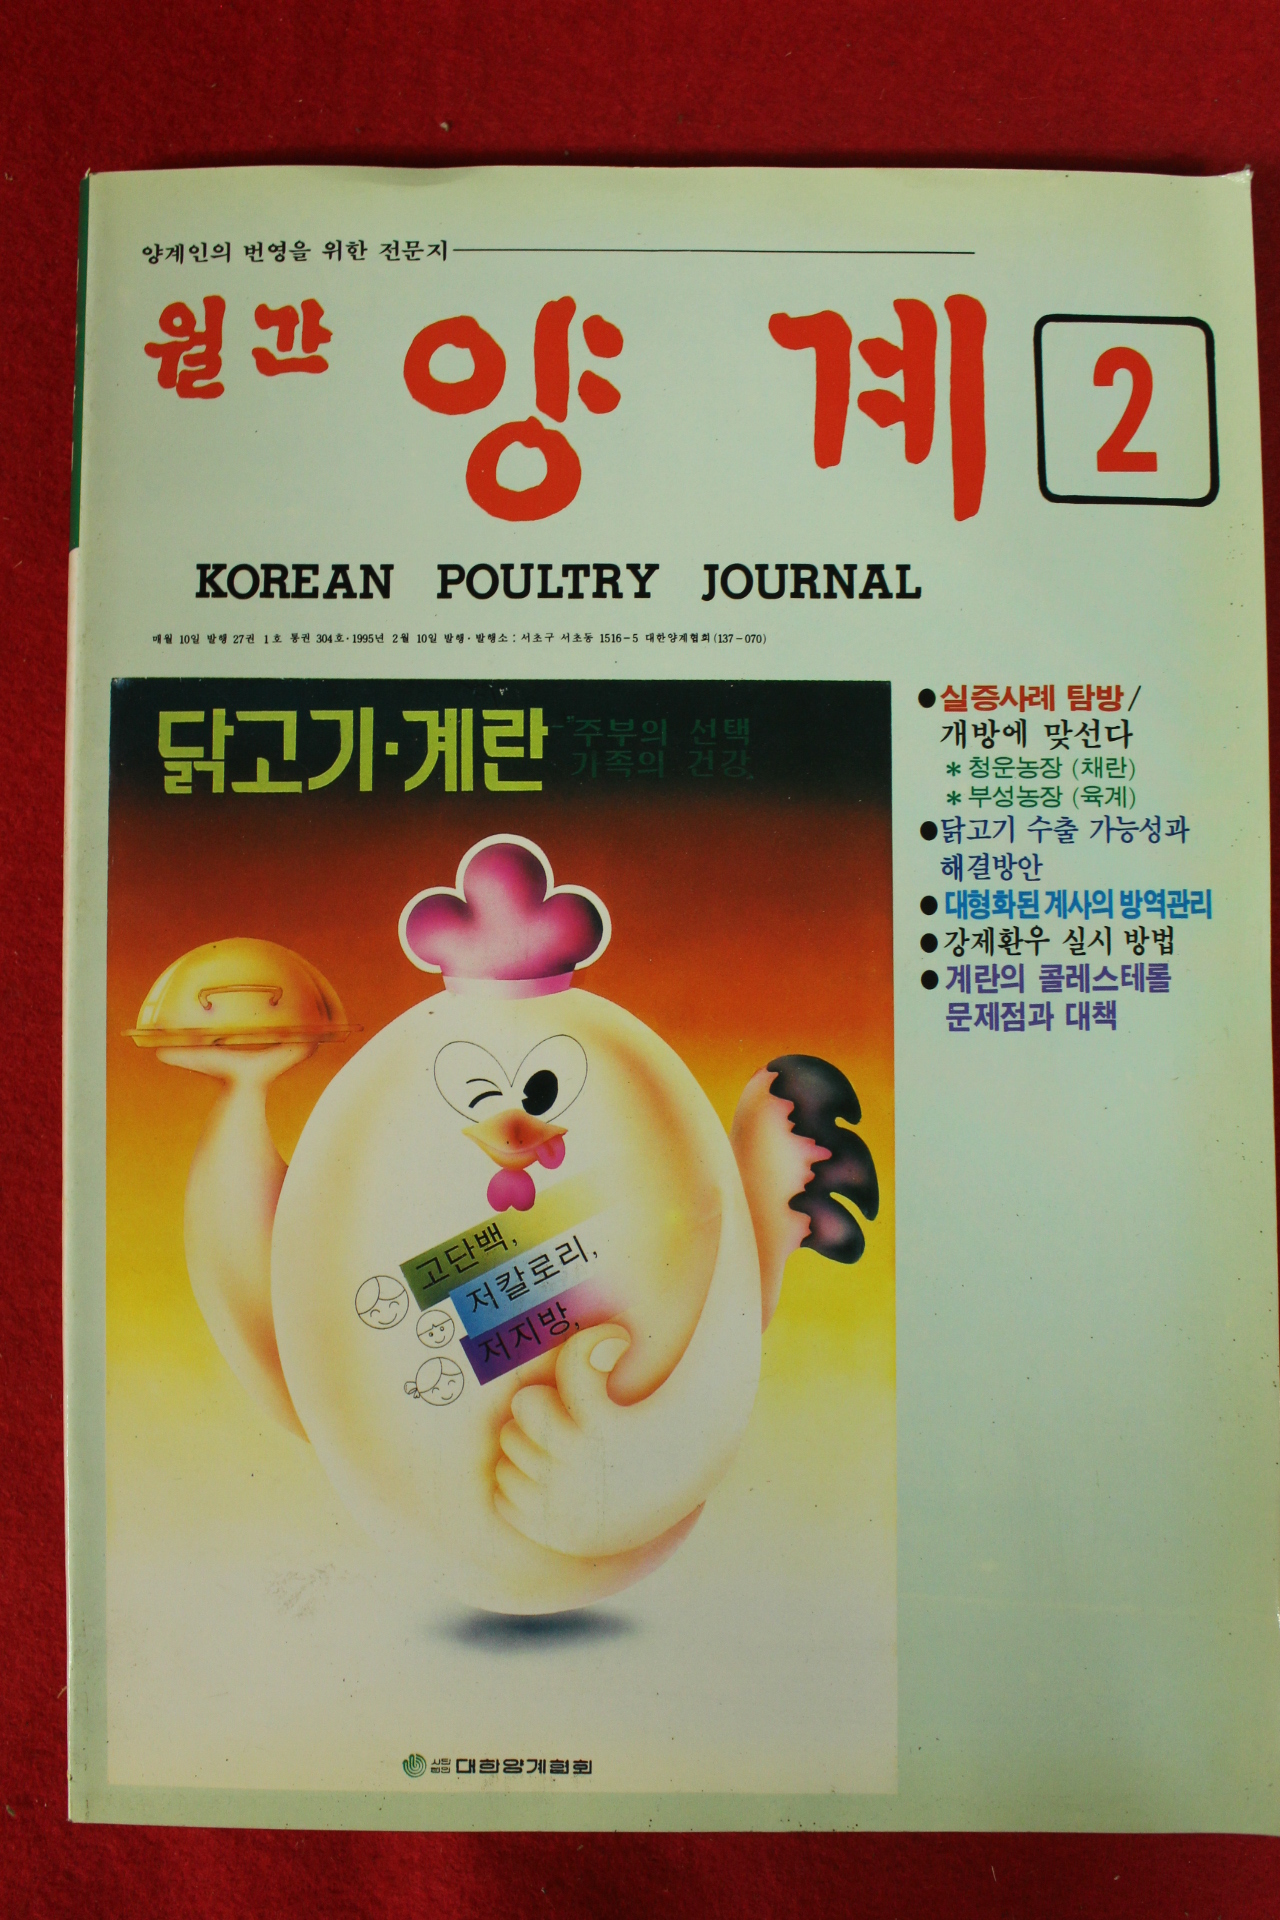 양계인의 번영을 위한 전문지
월간 양계 2
KOREAN POULTRY JOURNAL
매월 10일 발행 27권 1호 통권 304호·1995년 2월 10일 발행·발행소 : 서초구 서초동 1516-5 대한양계협회 (137-070)
닭고기·계란
-"주부의 선택
가족의 건강„
고단백,
저칼로리,
저지방,
사단
법인 대한양계협회
●실증사례 탐방/
개방에 맞선다
* 청운농장 (채란)
* 부성농장 (육계)
●닭고기 수출 가능성과
해결방안
●대형화된 계사의 방역관리
●강제환우 실시 방법
●계란의 콜레스테롤
문제점과 대책